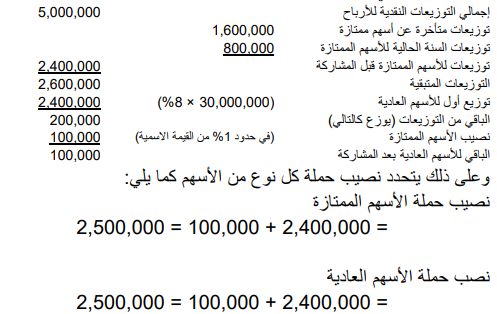 إجمالي التوزيعات النقدية للأرباح 5,000,000
توزيعات متأخرة عن أسهم ممتازة 1,600,000
توزيعات السنة الحالية للأسهم الممتازة 800,000
توزيعات للأسهم الممتازة قبل المشاركة 2,400,000
التوزيعات المتبقية 2,600,000
توزيع أول للأسهم العادية (30,000,000 × 8%) 2,400,000
الباقي من التوزيعات (يوزع كالتالي) 200,000
نصيب الأسهم الممتازة (في حدود 1% من القيمة الاسمية) 100,000
الباقي للأسهم العادية بعد المشاركة 100,000
وعلى ذلك يتحدد نصيب حملة كل نوع من الأسهم كما يلي:
نصيب حملة الأسهم الممتازة
2,500,000 = 100,000 + 2,400,000 =
نصب حملة الأسهم العادية
2,500,000 = 100,000 + 2,400,000 =